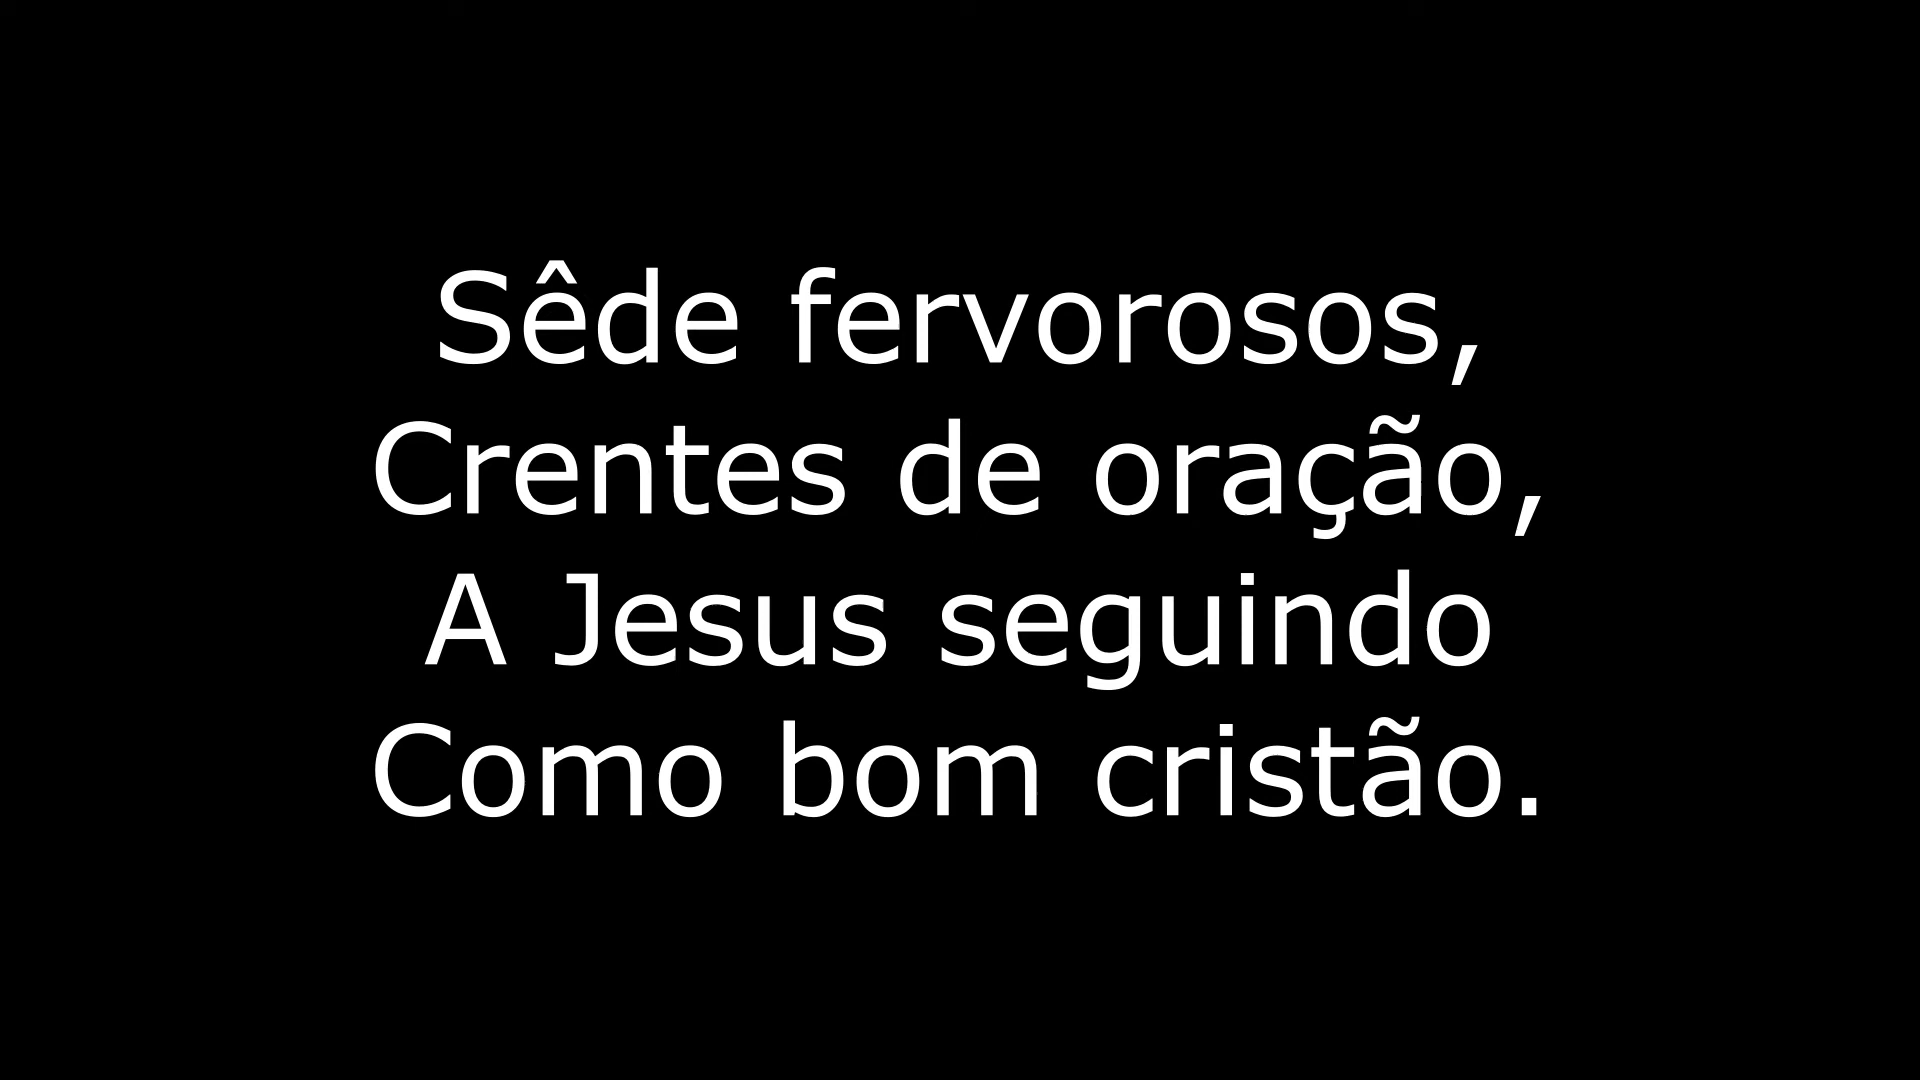 Sêde fervorosos,
Crentes de oração,
A Jesus seguindo
Como bom cristão.